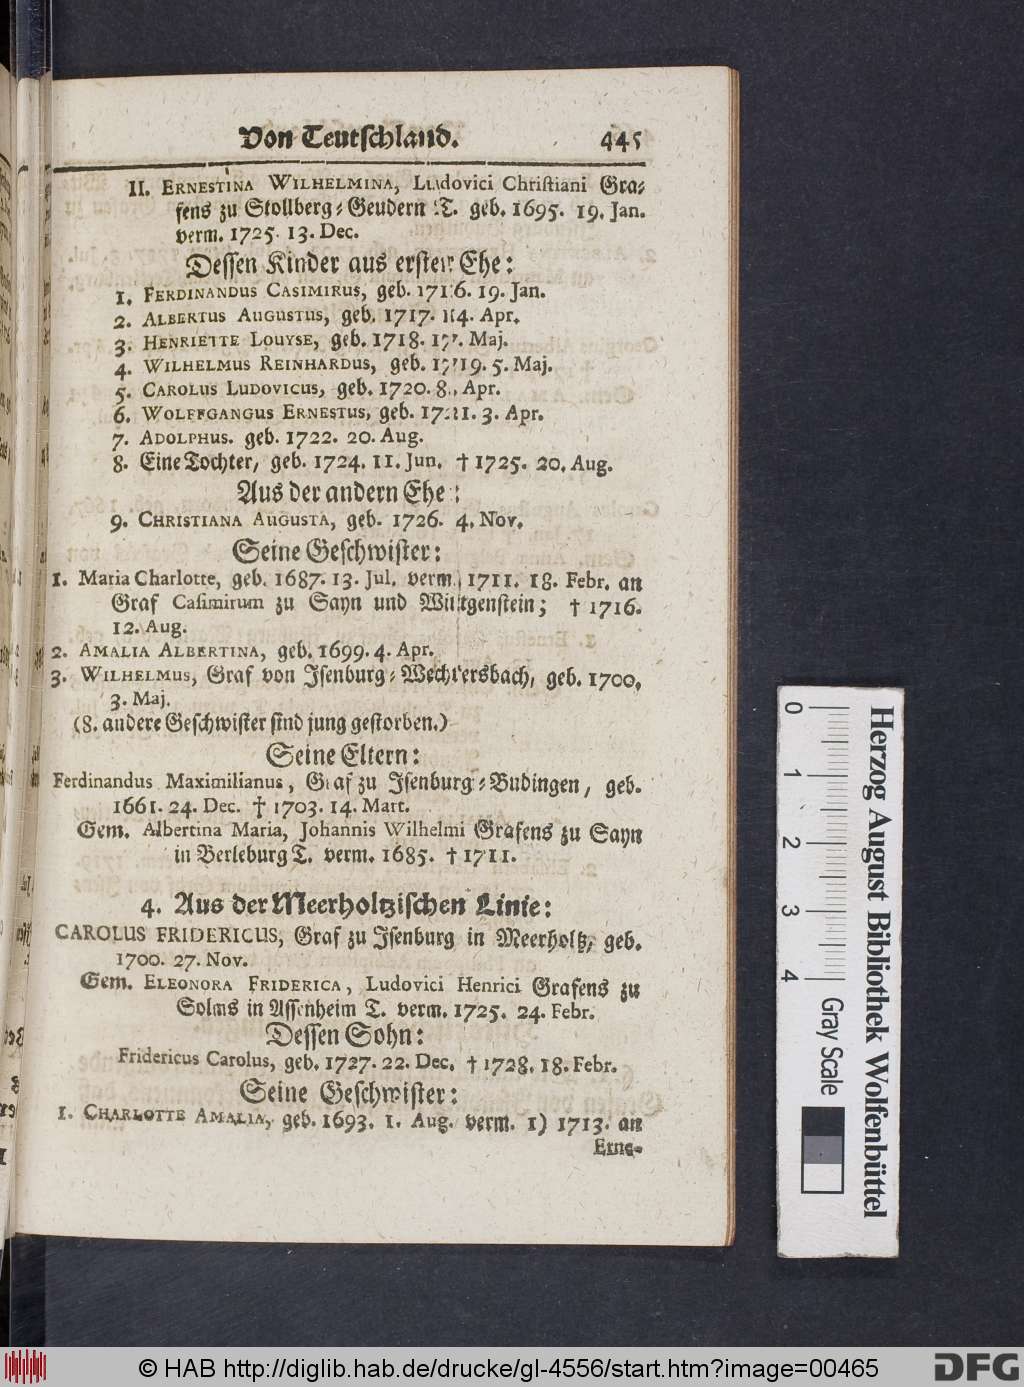 Von Teutschland. 445
II. ERNESTINA WILHELMINA, Ludovici Christiani Gra-
fens zu Stollberg-Geudern T. geb. 1695. 19. Jan.
verm. 1725. 13. Dec.
Dessen Kinder aus ersten Ehe:
1. FERDINANDUS CASIMIRUS, geb. 1716. 19. Jan.
2. ALBERTUS AUGUSTUS, geb. 1717. 14. Apr.
3. HENRIETTE LOUYSE, geb. 1718. Maj.
4. WILHELMUS REINHARDUS, geb. 1719. 5. Maj.
5. CAROLUS LUDOVICUS, geb. 1720. 8. Apr.
6. WOLFFGANGUS ERNESTUS, geb. 1721. 3. Apr.
7. ADOLPHUS. geb. 1722. 20. Aug.
8. Eine Tochter, geb. 1724. 11. Jun. † 1725. 20. Aug.
Aus der andern Ehe:
9. CHRISTIANA AUGUSTA, geb. 1726. 4. Nov.
Seine Geschwister:
1. Maria Charlotte, geb. 1687. 13. Jul. verm. 1711. 18. Febr. an
Graf Casimirum zu Sayn und Wittgenstein; † 1716.
12. Aug.
2. AMALIA ALBERTINA, geb. 1699. 4. Apr.
3. WILHELMUS, Graf von Isenburg-Wechtersbach, geb. 1700.
3. Maj.
(8. andere Geschwister sind jung gestorben.)
Seine Eltern:
Ferdinandus Maximilianus, Graf zu Isenburg-Budingen, geb.
1661. 24. Dec. † 1703. 14. Mart.
Gem. Albertina Maria, Johannis Wilhelmi Grafens zu Sayn
in Berleburg T. verm. 1685. † 1711.
4. Aus der Meerholtzischen Linie:
CAROLUS FRIDERICUS, Graf zu Isenburg in Meerholtz, geb.
1700. 27. Nov.
Gem. ELEONORA FRIDERICA, Ludovici Henrici Grafens zu
Solms in Assenheim T. verm. 1725. 24. Febr.
Dessen Sohn:
Fridericus Carolus, geb. 1727. 22. Dec. † 1728. 18. Febr.
Seine Geschwister:
1. CHARLOTTE AMALIA, geb. 1693. 1. Aug. verm. 1) 1713. an
Erne-
0 1 2 3 4
Gray Scale
Herzog August Bibliothek Wolfenbüttel
© HAB http://diglib.hab.de/drucke/gl-4556/start.htm?image=00465
DFG